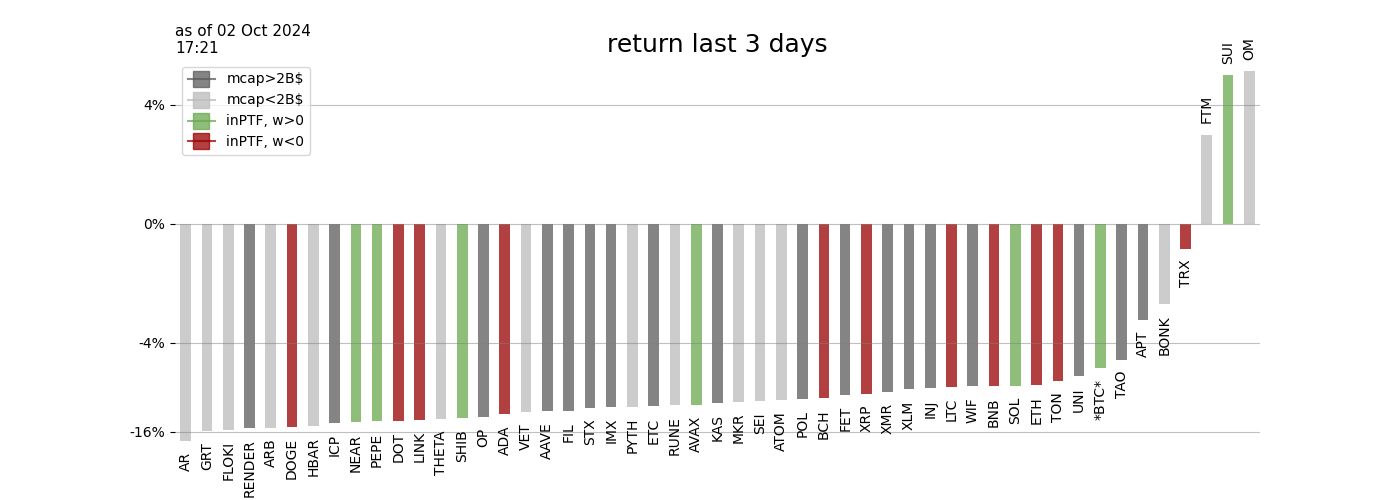 as of 02 Oct 2024
17:21
return last 3 days
mcap>2B$
mcap<2B$
inPTF, w>0
inPTF, w<0
4%
0%
-4%
-16%
AR
GRT
FLOKI
RENDER
ARB
DOGE
HBAR
ICP
NEAR
PEPE
DOT
LINK
THETA
SHIB
OP
ADA
VET
AAVE
FIL
STX
IMX
PYTH
ETC
RUNE
AVAX
KAS
MKR
SEI
ATOM
POL
BCH
FET
XRP
XMR
XLM
INJ
LTC
WIF
BNB
SOL
ETH
TON
UNI
*BTC*
TAO
APT
BONK
TRX
FTM
SUI
OM